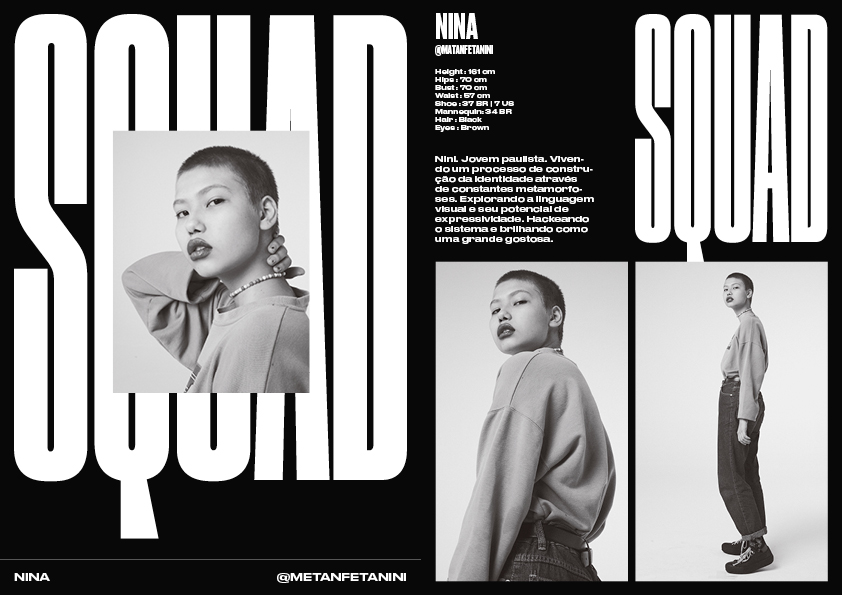 SQUAD
NINA
@METANFETANINI
NINA
@MATANFETANINI
Height : 161 cm
Hips : 70 cm
Bust : 70 cm
Waist : 57 cm
Shoe : 37 BR | 7 US
Mannequin: 34 BR
Hair : Black
Eyes : Brown
Nini. Jovem paulista. Viven-
do um processo de constru-
ção da identidade através
de constantes metamorfo-
ses. Explorando a linguagem
visual e seu potencial de
expressividade. Hackeando
o sistema e brilhando como
uma grande gostosa.
SQUAD